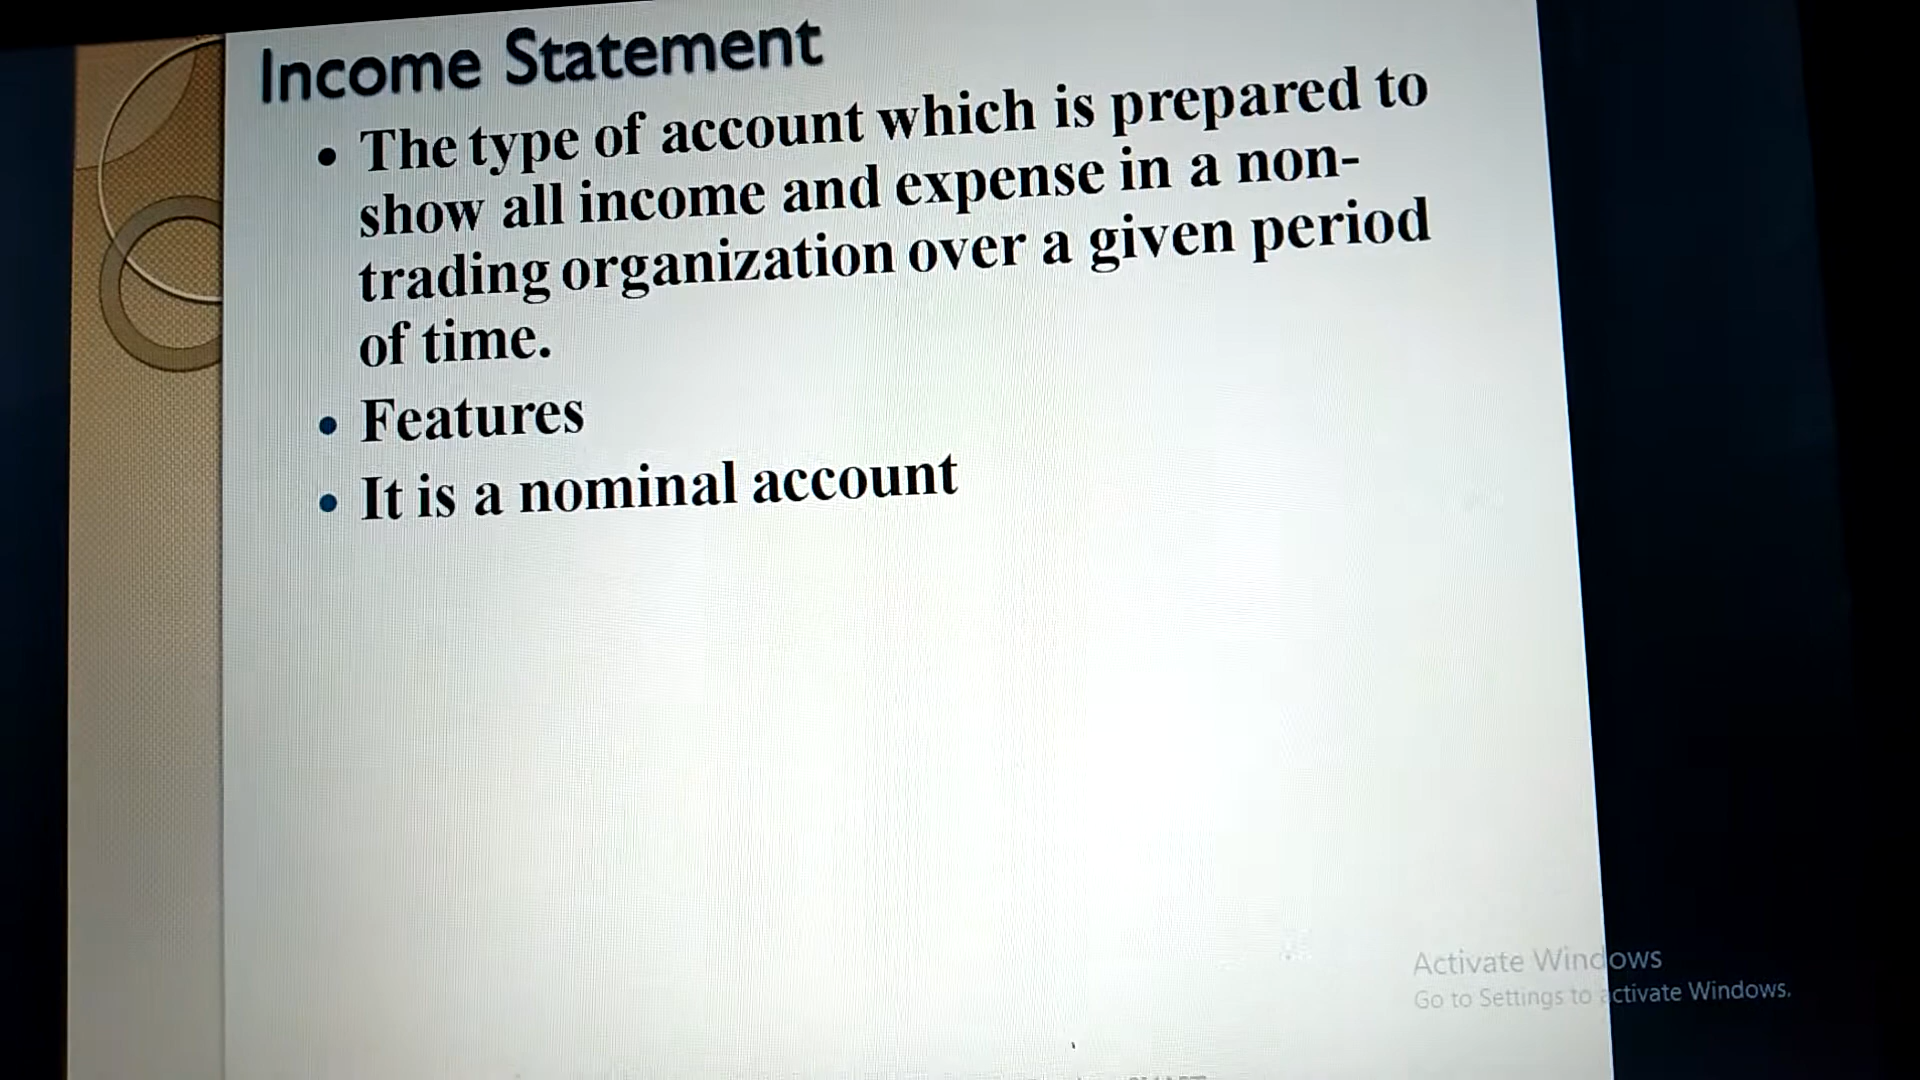 Income Statement
• The type of account which is prepared to
show all income and expense in a non-
trading organization over a given period
of time.
• Features
• It is a nominal account
Activate Windows
Go to Settings to activate Windows.